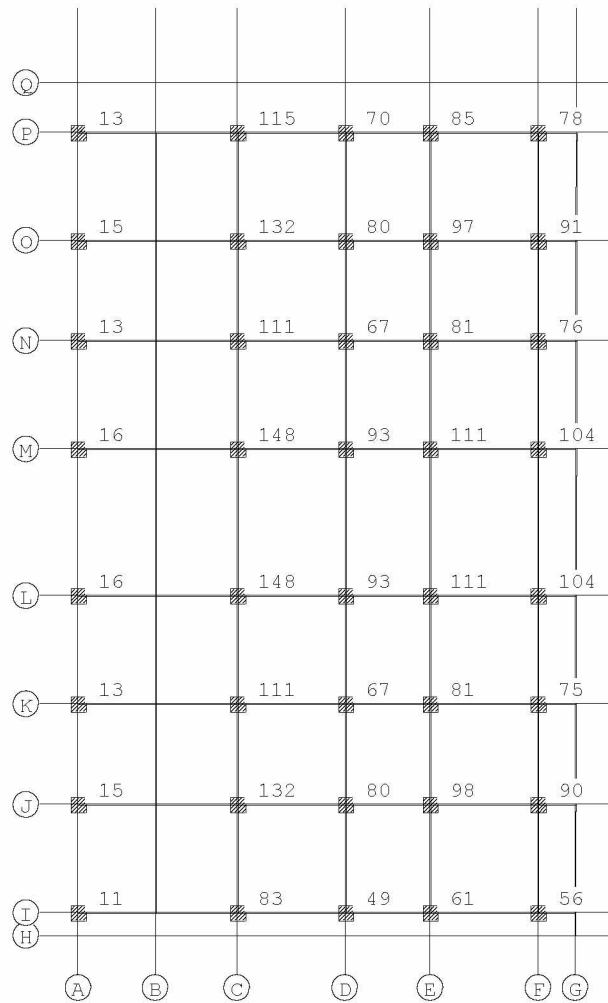 Q
P 13 115 70 85 78
O 15 132 80 97 91
N 13 111 67 81 76
M 16 148 93 111 104
L 16 148 93 111 104
K 13 111 67 81 75
J 15 132 80 98 90
I 11 83 49 61 56
H
A B C D E F G